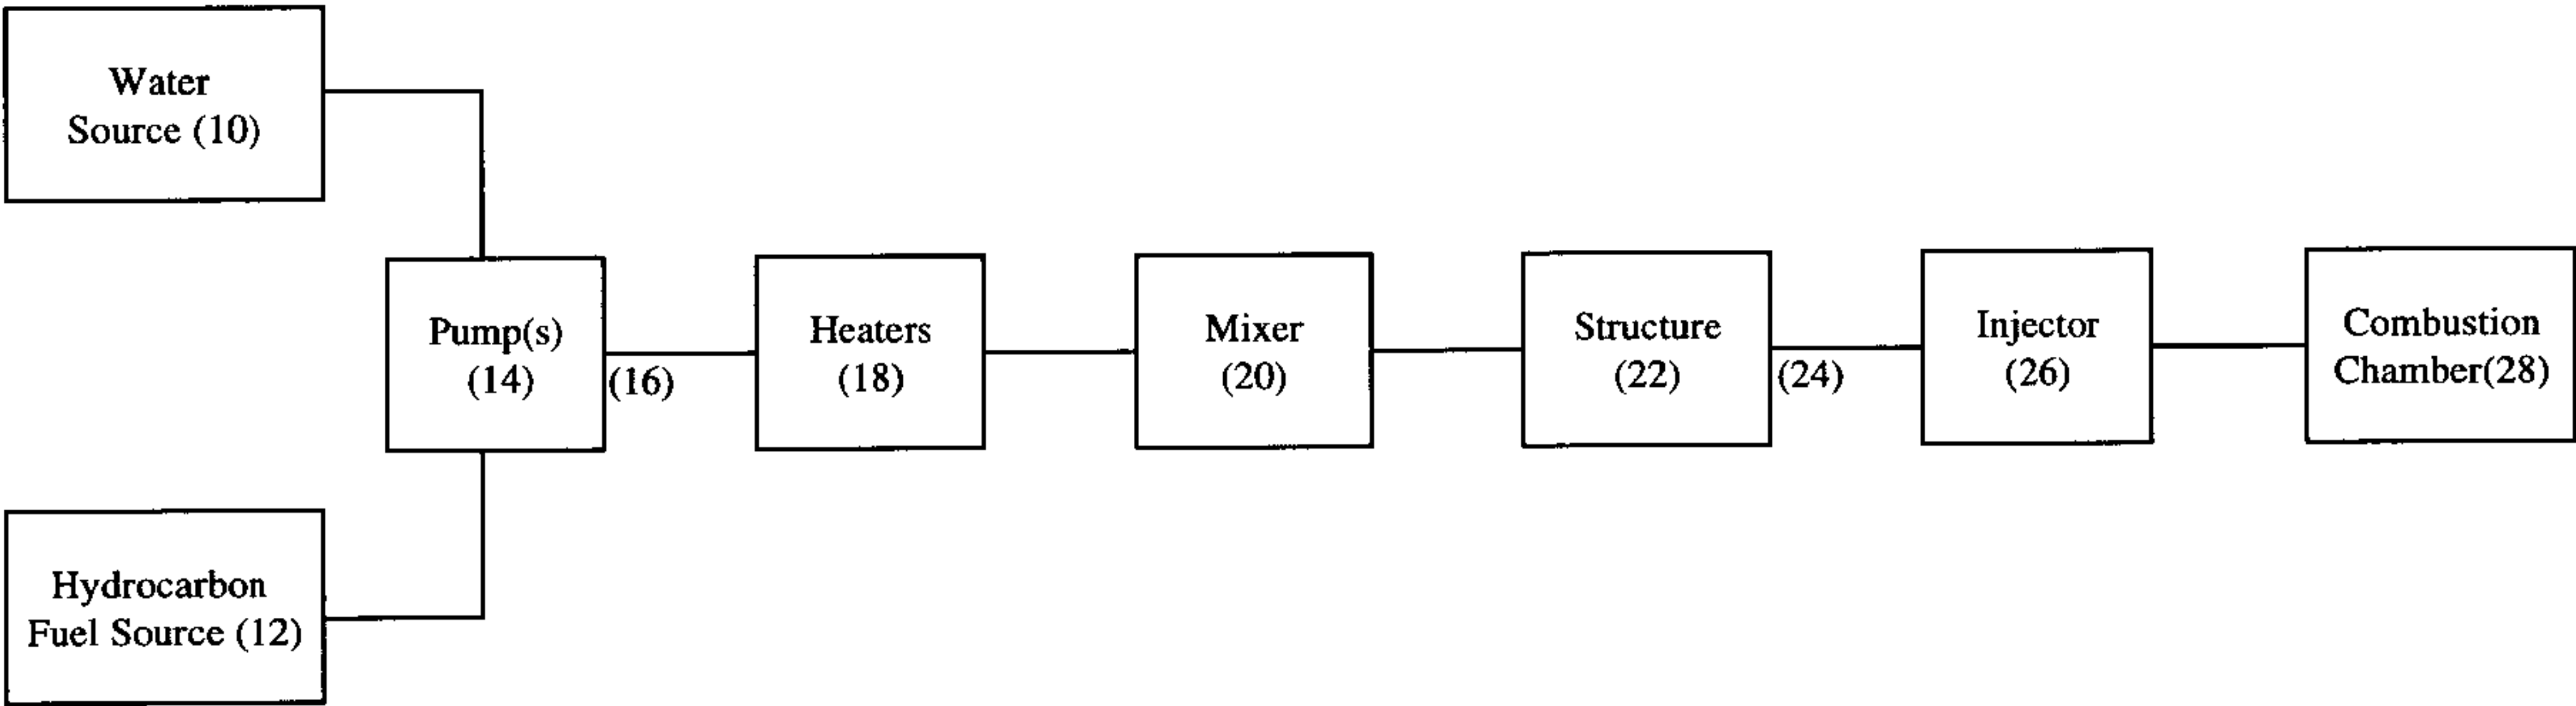 Water
Source (10)
Pump(s)
(14)
(16)
Heaters
(18)
Mixer
(20)
Structure
(22)
(24)
Injector
(26)
Combustion
Chamber(28)
Hydrocarbon
Fuel Source (12)